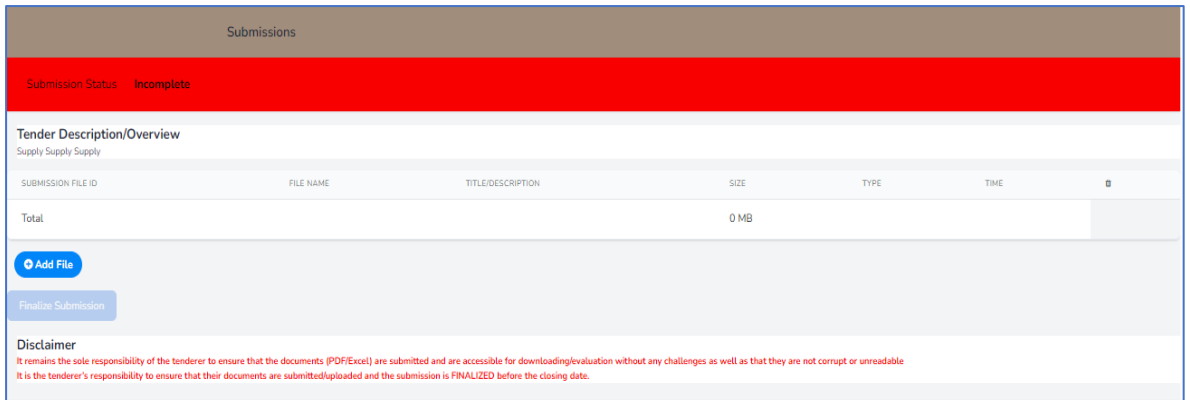 Submissions
Submission Status Incomplete
Tender Description/Overview
Supply Supply Supply
SUBMISSION FILE ID FILE NAME TITLE/DESCRIPTION SIZE TYPE TIME
Total 0 MB
Add File
Finalize Submission
Disclaimer
It remains the sole responsibility of the tenderer to ensure that the documents (PDF/Excel) are submitted and are accessible for downloading/evaluation without any challenges as well as that they are not corrupt or unreadable
It is the tenderer's responsibility to ensure that their documents are submitted/uploaded and the submission is FINALIZED before the closing date.